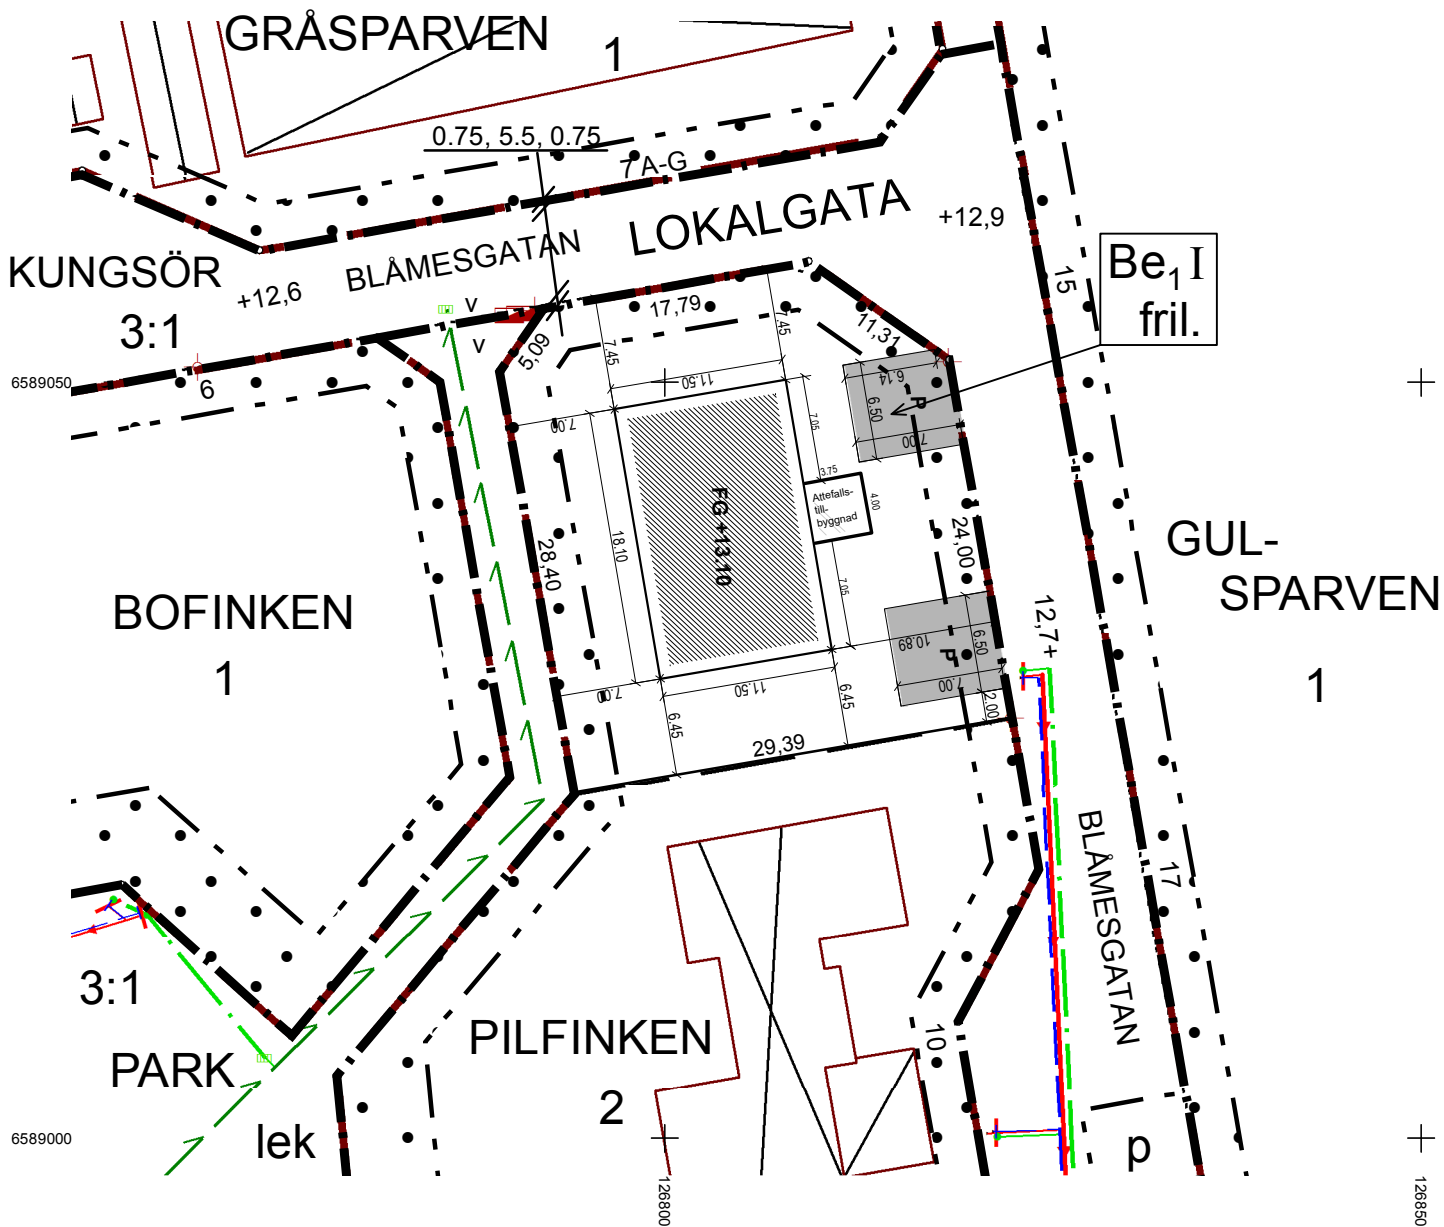 GRÅSPARVEN
1
0.75, 5.5, 0.75
7 A-G
LOKALGATA
+12,9
KUNGSÖR
3:1
+12,6
BLÅMESGATAN
Be1 I
fril.
15
v
v
17,79
11,31
5,09
7.45
7.45
6589050
6
11.50
6.14
6.50
P
7.00
7.00
7.05
3.75
Attefalls-
till-
byggnad
4.00
FG +13.10
18.10
28,40
24,00
GUL-
SPARVEN
1
BOFINKEN
1
7.05
12,7+
10.89
6.50
P
7.00
2.00
7.00
11.50
6.45
6.45
29,39
BLÅMESGATAN
17
3:1
PARK
PILFINKEN
2
10
lek
p
6589000
126800
126850